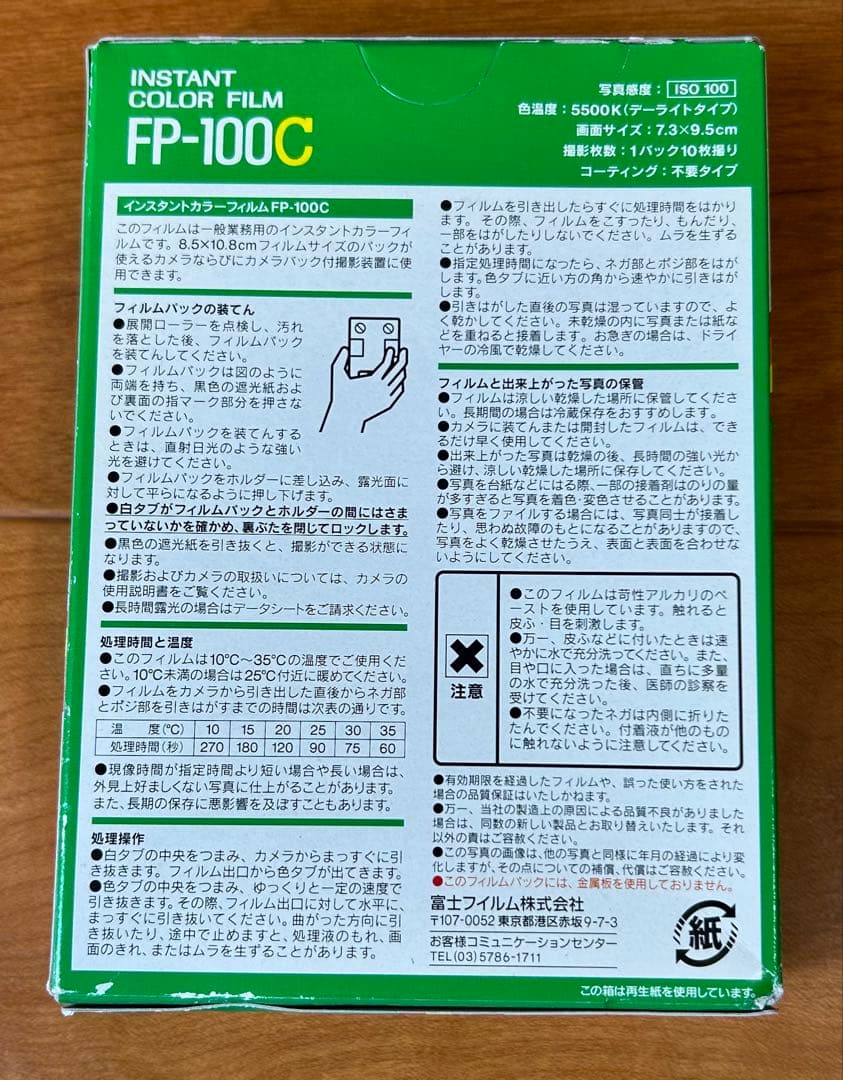 INSTANT
COLOR FILM
FP-100C
写真感度：ISO 100
色温度：5500K(デーライトタイプ)
画面サイズ：7.3×9.5cm
撮影枚数：1パック10枚撮り
コーティング：不要タイプ
インスタントカラーフィルムFP-100C
このフィルムは一般業務用のインスタントカラーフィ
ルムです。8.5×10.8cmフィルムサイズのパックが
使えるカメラならびにカメラバック付撮影装置に使
用できます。
フィルムパックの装てん
●展開ローラーを点検し、汚れ
を落とした後、フィルムパック
を装てんしてください。
●フィルムパックは図のように
両端を持ち、黒色の遮光紙およ
び裏面の指マーク部分を押さな
いでください。
●フィルムパックを装てんする
ときは、直射日光のような強い
光を避けてください。
●フィルムパックをホルダーに差し込み、露光面に
対して平らになるように押し下げます。
●白タブがフィルムパックとホルダーの間にはさま
っていないかを確かめ、裏ぶたを閉じてロックします。
●黒色の遮光紙を引き抜くと、撮影ができる状態に
なります。
●撮影およびカメラの取扱いについては、カメラの
使用説明書をご覧ください。
●長時間露光の場合はデータシートをご請求ください。
処理時間と温度
●このフィルムは10℃〜35℃の温度でご使用くだ
さい。10℃未満の場合は25℃付近に暖めてください。
●フィルムをカメラから引き出した直後からネガ部
とポジ部を引きはがすまでの時間は次表の通りです。
温 度(℃) 10 15 20 25 30 35
処理時間(秒) 270 180 120 90 75 60
●現像時間が指定時間より短い場合や長い場合は、
外見上好ましくない写真に仕上がることがあります。
また、長期の保存に悪影響を及ぼすこともあります。
処理操作
●白タブの中央をつまみ、カメラからまっすぐに引
き抜きます。フィルム出口から色タブが出てきます。
●色タブの中央をつまみ、ゆっくりと一定の速度で
引き抜きます。その際、フィルム出口に対して水平に、
まっすぐに引き抜いてください。曲がった方向に引
き抜いたり、途中で止めますと、処理液のもれ、画
面のきれ、またはムラを生ずることがあります。
●フィルムを引き出したらすぐに処理時間をはかり
ます。その際、フィルムをこすったり、もんだり、
一部をはがしたりしないでください。ムラを生ずる
ことがあります。
●指定処理時間になったら、ネガ部とポジ部をはが
します。色タブに近い方の角から速やかに引きはが
します。
●引きはがした直後の写真は湿っていますので、よ
く乾かしてください。未乾燥の内に写真または紙な
どを重ねると接着します。お急ぎの場合は、ドライ
ヤーの冷風で乾燥してください。
フィルムと出来上がった写真の保管
●フィルムは涼しい乾燥した場所に保管してくださ
い。長期間の場合は冷蔵保存をおすすめします。
●カメラに装てんまたは開封したフィルムは、でき
るだけ早く使用してください。
●出来上がった写真は乾燥の後、長時間の強い光か
ら避け、涼しい乾燥した場所に保存してください。
●写真を台紙などにはる際、一部の接着剤はのりの量
が多すぎると写真を着色・変色させることがあります。
●写真をファイルする場合には、写真同士が接着し
たり、思わぬ故障のもとになることがありますので、
写真をよく乾燥させたうえ、表面と表面を合わせな
いようにしてください。
注意
●このフィルムは苛性アルカリのペ
ーストを使用しています。触れると
皮ふ・目を刺激します。
●万一、皮ふなどに付いたときは速
やかに水で充分洗ってください。また、
目や口に入った場合は、直ちに多量
の水で充分洗った後、医師の診察を
受けてください。
●不要になったネガは内側に折りた
たんでください。付着液が他のもの
に触れないように注意してください。
●有効期限を経過したフィルムや、誤った使い方をされた
場合の品質保証はいたしかねます。
●万一、当社の製造上の原因による品質不良がありました
場合は、同数の新しい製品とお取り替えいたします。それ
以外の責はご容赦ください。
●この写真の画像は、他の写真と同様に年月の経過により変
化しますが、その点についての補償、代償はご容赦ください。
●このフィルムパックには、金属板を使用しておりません。
富士フイルム株式会社
〒107-0052 東京都港区赤坂9-7-3
お客様コミュニケーションセンター
TEL(03)5786-1711
紙
この箱は再生紙を使用しています。